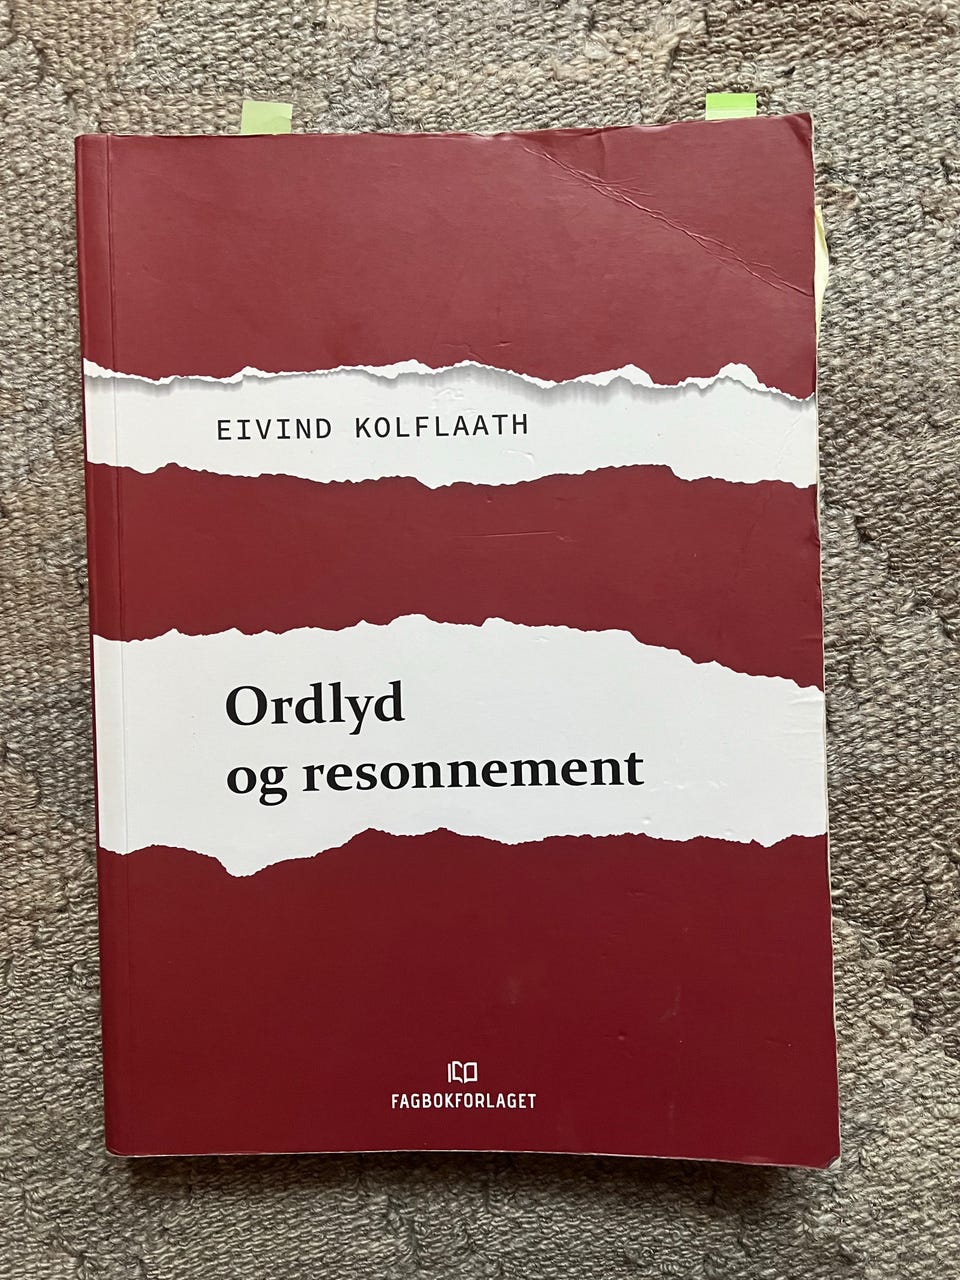 EIVIND KOLFLAATH
Ordlyd
og resonnement
FAGBOKFORLAGET